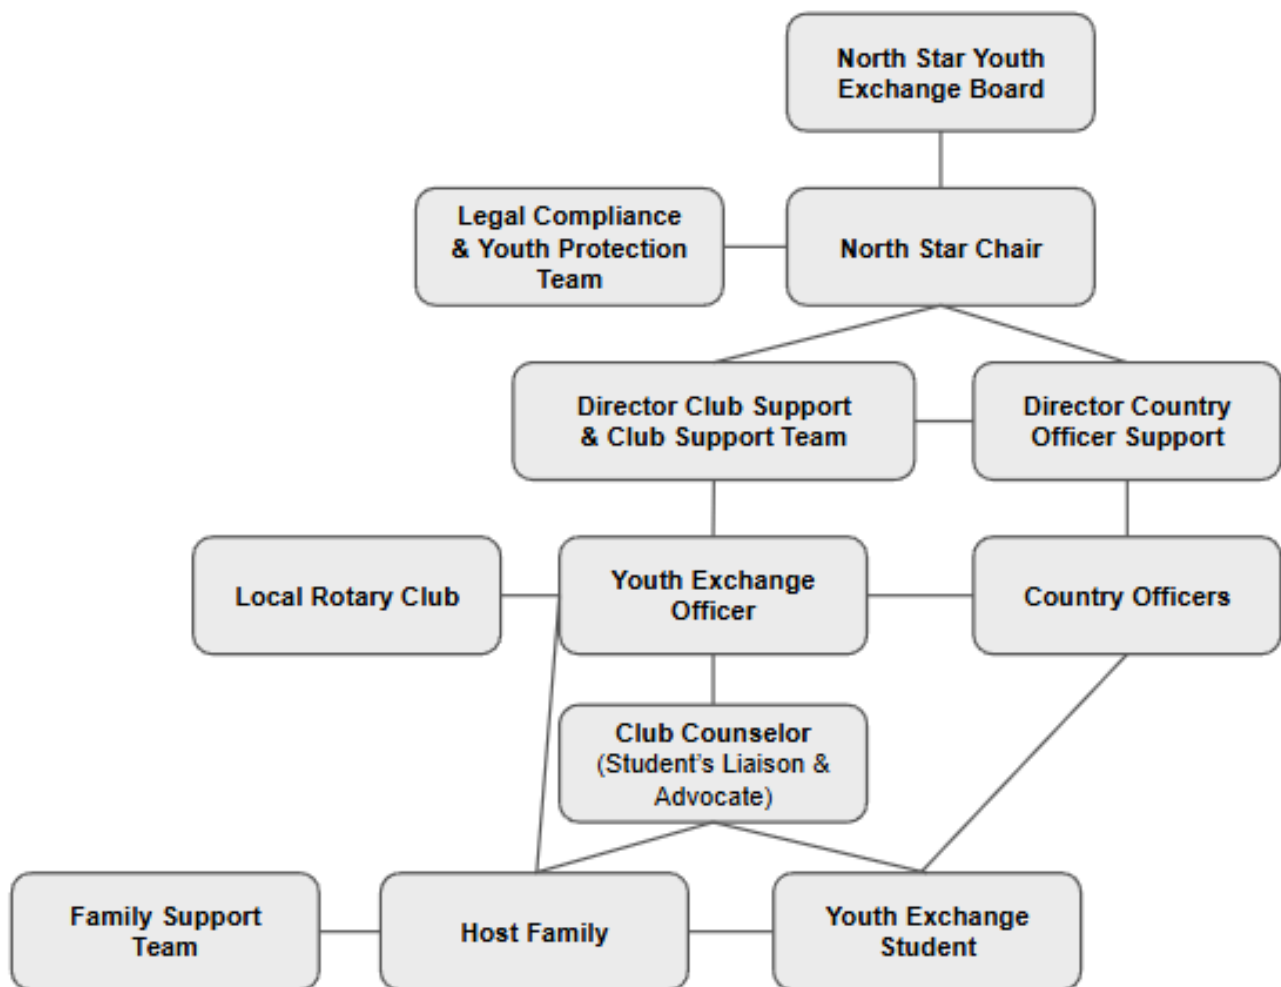 North Star Youth
Exchange Board
Legal Compliance
& Youth Protection
Team
North Star Chair
Director Club Support
& Club Support Team
Director Country
Officer Support
Local Rotary Club
Youth Exchange
Officer
Country Officers
Club Counselor
(Student’s Liaison &
Advocate)
Family Support
Team
Host Family
Youth Exchange
Student